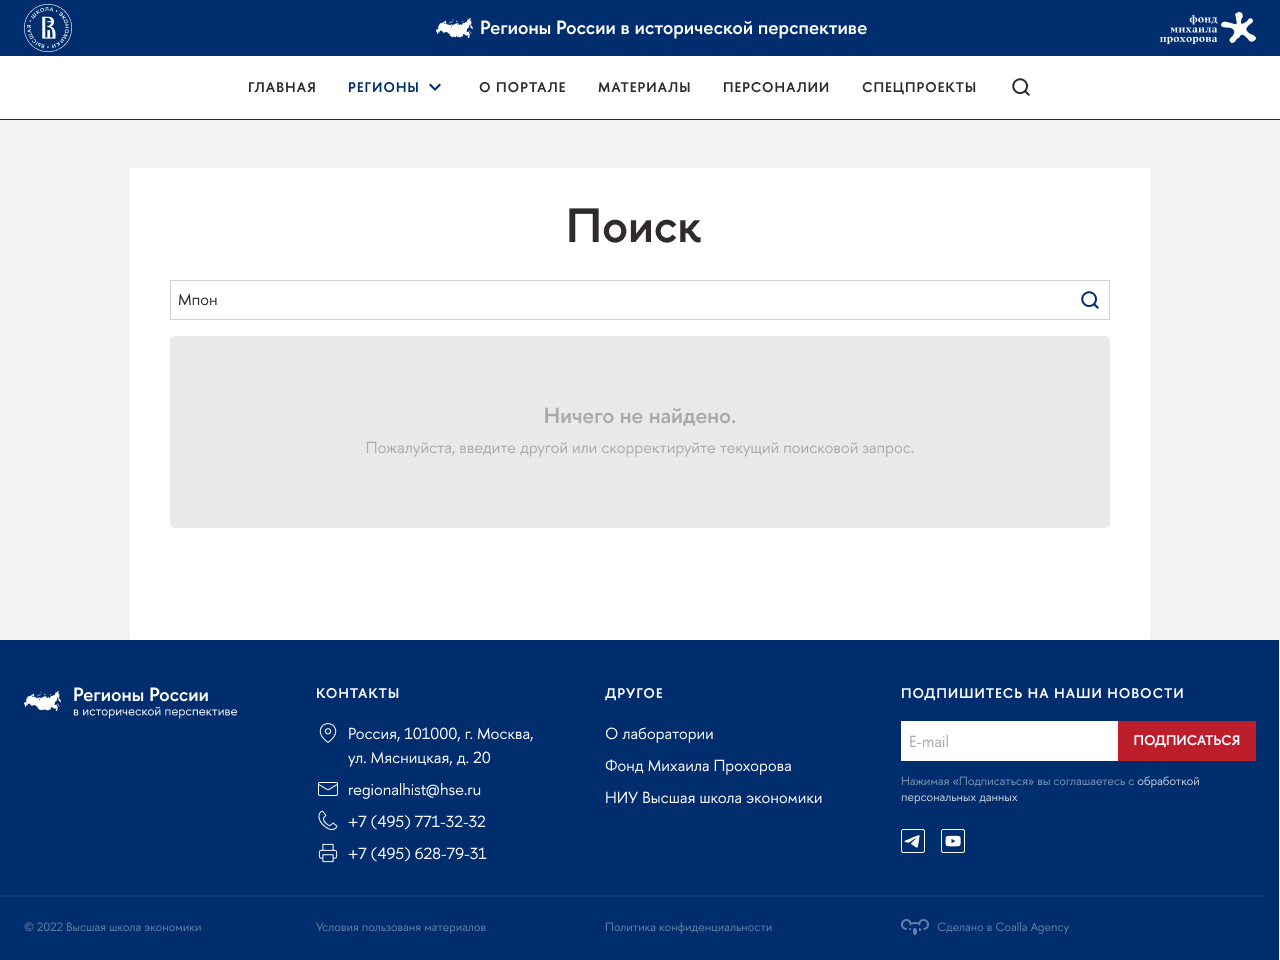 ВЫСШАЯ ШКОЛА ЭКОНОМИКИ
Регионы России в исторической перспективе
фонд
михаила
прохорова
ГЛАВНАЯ РЕГИОНЫ О ПОРТАЛЕ МАТЕРИАЛЫ ПЕРСОНАЛИИ СПЕЦПРОЕКТЫ
Поиск
Мпон
Ничего не найдено.
Пожалуйста, введите другой или скорректируйте текущий поисковой запрос.
Регионы России
в исторической перспективе
КОНТАКТЫ
Россия, 101000, г. Москва,
ул. Мясницкая, д. 20
regionalhist@hse.ru
+7 (495) 771-32-32
+7 (495) 628-79-31
ДРУГОЕ
О лаборатории
Фонд Михаила Прохорова
НИУ Высшая школа экономики
ПОДПИШИТЕСЬ НА НАШИ НОВОСТИ
E-mail ПОДПИСАТЬСЯ
Нажимая «Подписаться» вы соглашаетесь с обработкой
персональных данных
© 2022 Высшая школа экономики
Условия пользованя материалов
Политика конфиденциальности
Сделано в Coalla Agency